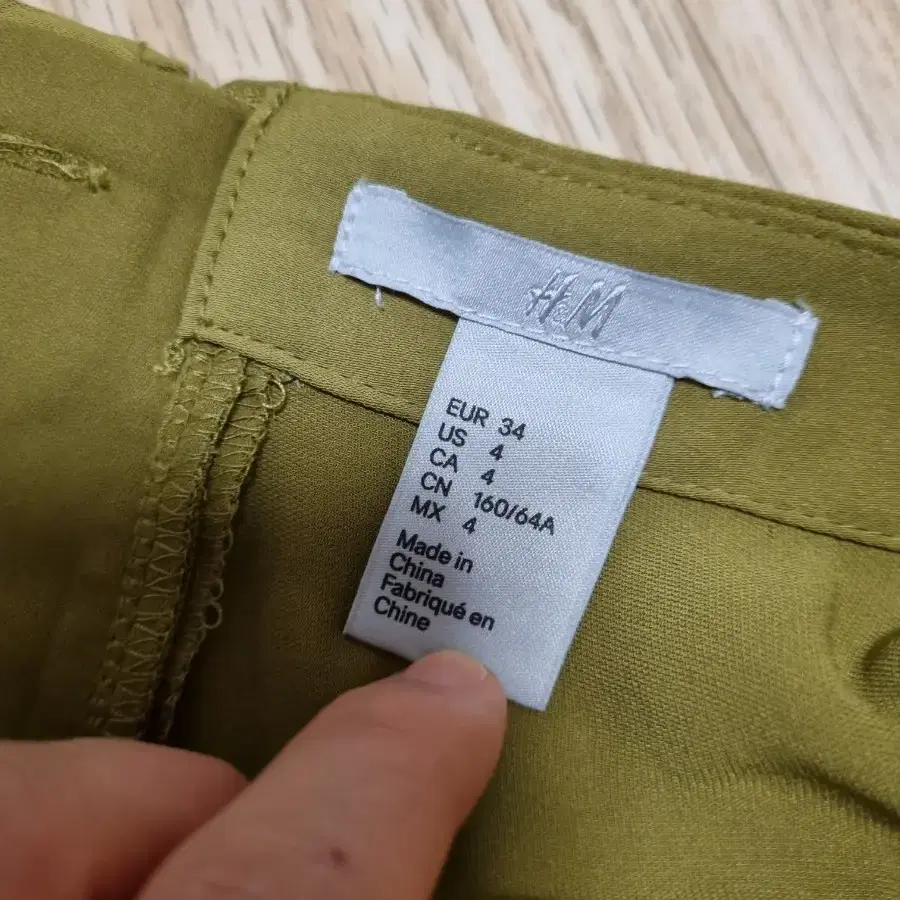 H&M
EUR 34
US 4
CA 4
CN 160/64A
MX 4
Made in
China
Fabriqué en
Chine